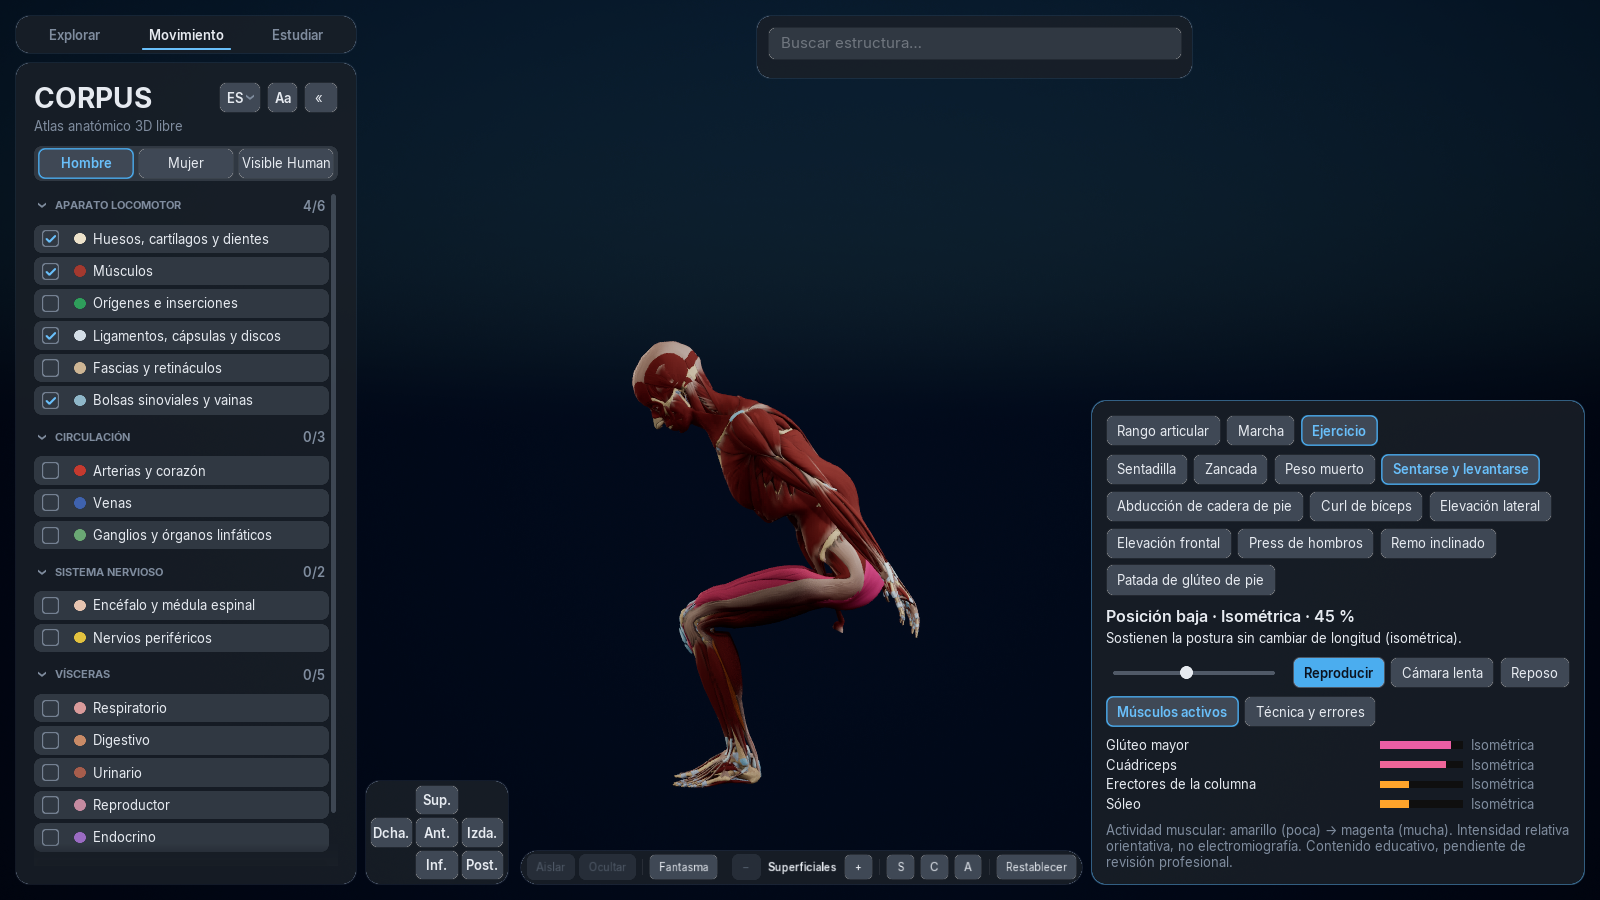 Explorar Movimiento Estudiar
Buscar estructura...
CORPUS ES Aa «
Atlas anatómico 3D libre
Hombre Mujer Visible Human
APARATO LOCOMOTOR 4/6
Huesos, cartílagos y dientes
Músculos
Orígenes e inserciones
Ligamentos, cápsulas y discos
Fascias y retináculos
Bolsas sinoviales y vainas
CIRCULACIÓN 0/3
Arterias y corazón
Venas
Ganglios y órganos linfáticos
SISTEMA NERVIOSO 0/2
Encéfalo y médula espinal
Nervios periféricos
VÍSCERAS 0/5
Respiratorio
Digestivo
Urinario
Reproductor
Endocrino
Sup.
Dcha. Ant. Izda.
Inf. Post.
Aislar Ocultar Fantasma − Superficiales + S C A Restablecer
Rango articular Marcha Ejercicio
Sentadilla Zancada Peso muerto Sentarse y levantarse
Abducción de cadera de pie Curl de bíceps Elevación lateral
Elevación frontal Press de hombros Remo inclinado
Patada de glúteo de pie
Posición baja · Isométrica · 45 %
Sostienen la postura sin cambiar de longitud (isométrica).
Reproducir Cámara lenta Reposo
Músculos activos Técnica y errores
Glúteo mayor Isométrica
Cuádriceps Isométrica
Erectores de la columna Isométrica
Sóleo Isométrica
Actividad muscular: amarillo (poca) → magenta (mucha). Intensidad relativa
orientativa, no electromiografía. Contenido educativo, pendiente de
revisión profesional.